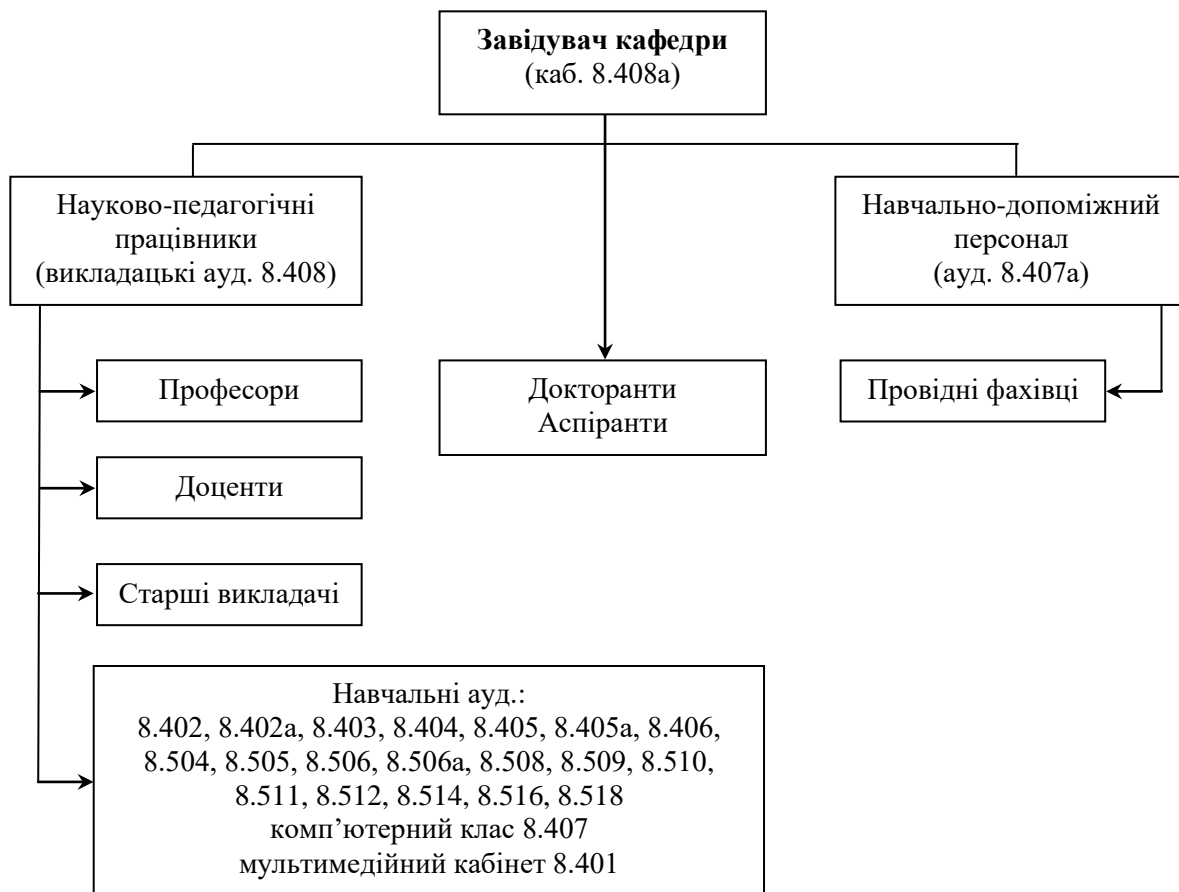 Завідувач кафедри
(каб. 8.408а)
Науково-педагогічні
працівники
(викладацькі ауд. 8.408)
Навчально-допоміжний
персонал
(ауд. 8.407а)
Професори
Докторанти
Аспіранти
Провідні фахівці
Доценти
Старші викладачі
Навчальні ауд.:
8.402, 8.402а, 8.403, 8.404, 8.405, 8.405а, 8.406,
8.504, 8.505, 8.506, 8.506а, 8.508, 8.509, 8.510,
8.511, 8.512, 8.514, 8.516, 8.518
комп’ютерний клас 8.407
мультимедійний кабінет 8.401